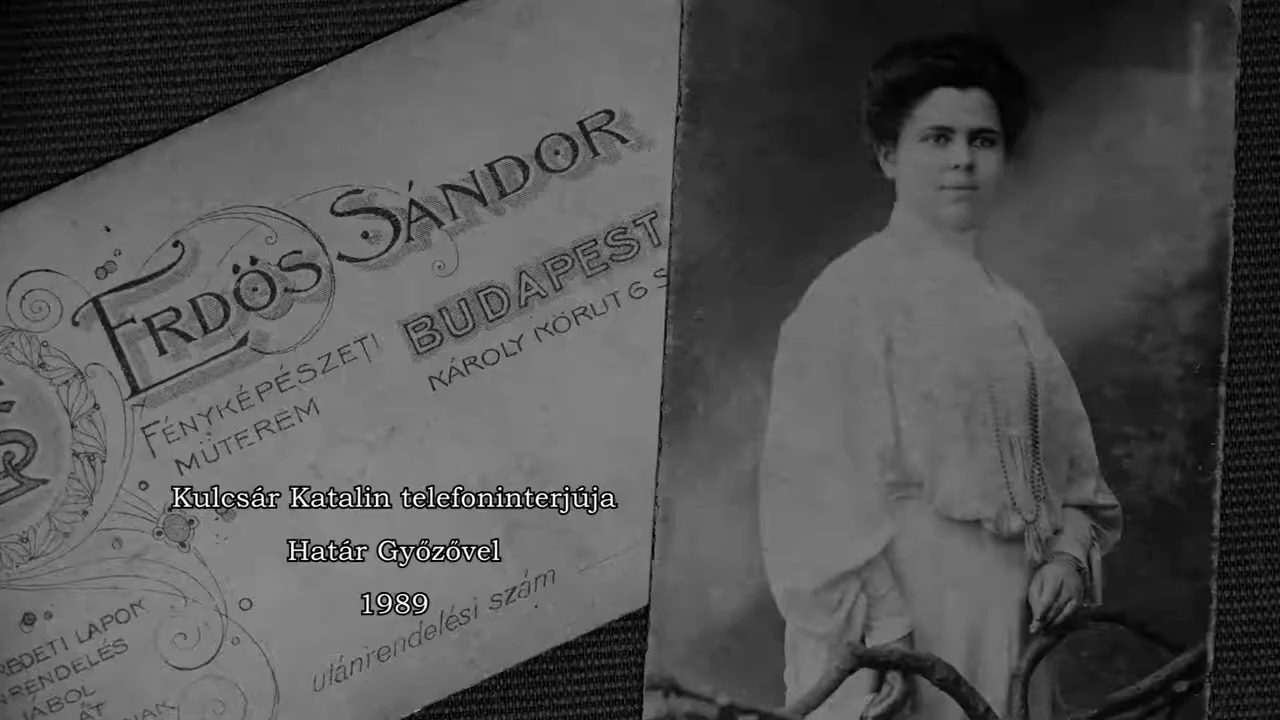 ERDŐS SÁNDOR
FÉNYKÉPÉSZETI
MŰTEREM
BUDAPEST
KÁROLY KÖRUT 6 S
Kulcsár Katalin telefoninterjúja
Határ Győzővel
1989
utánrendelési szám